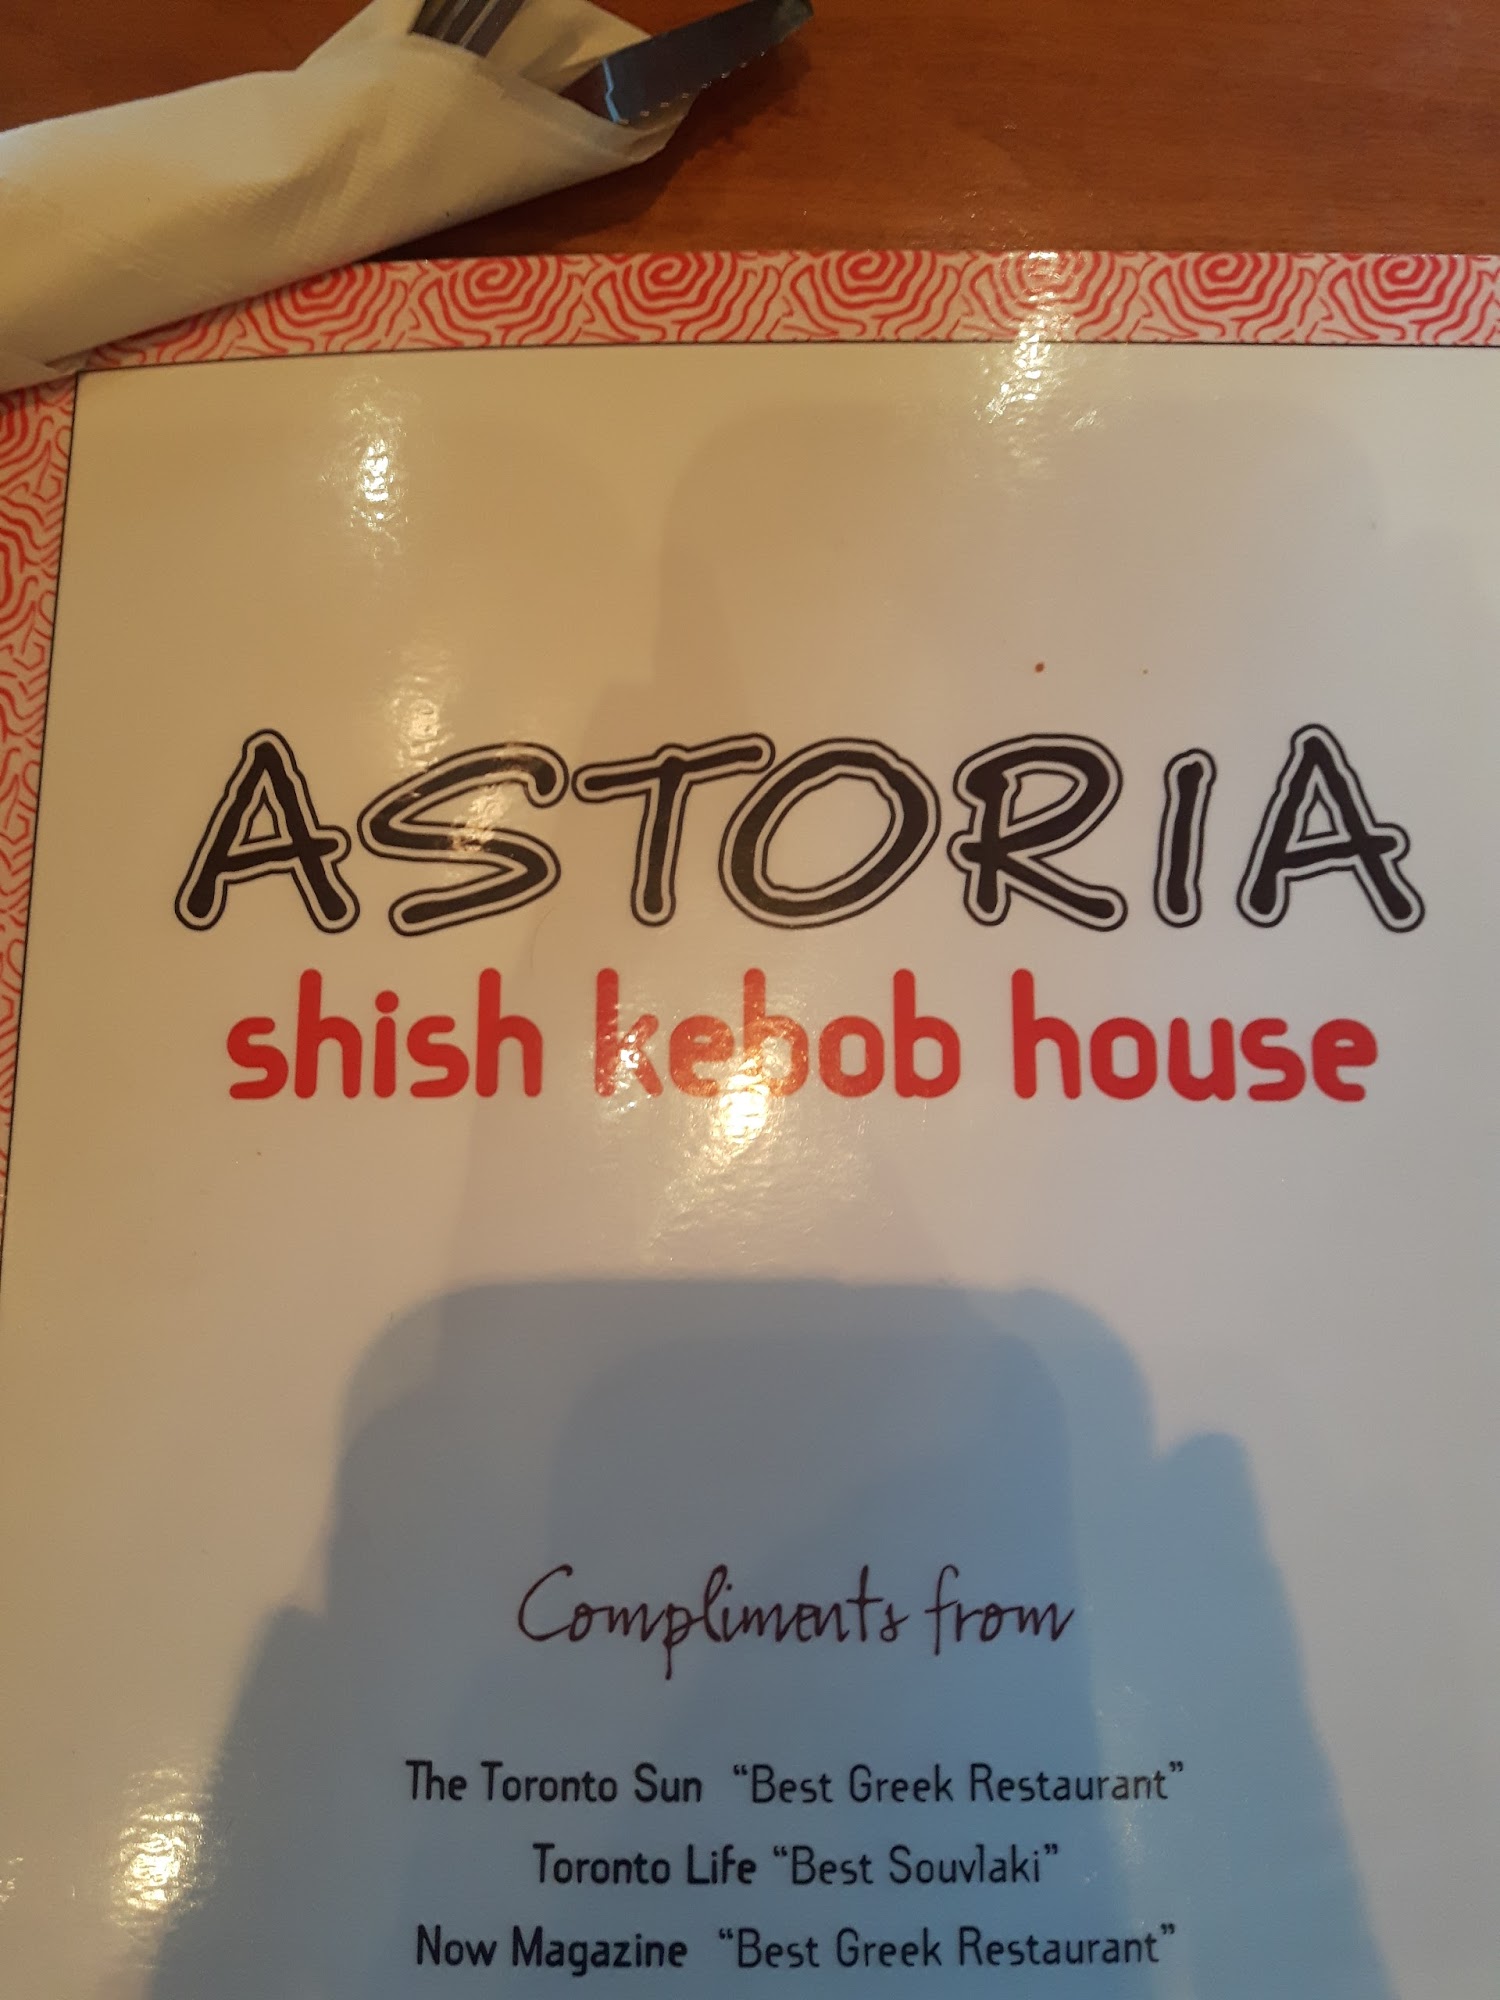 ASTORIA
shish kebob house
Compliments from
The Toronto Sun “Best Greek Restaurant”
Toronto Life “Best Souvlaki”
Now Magazine “Best Greek Restaurant”